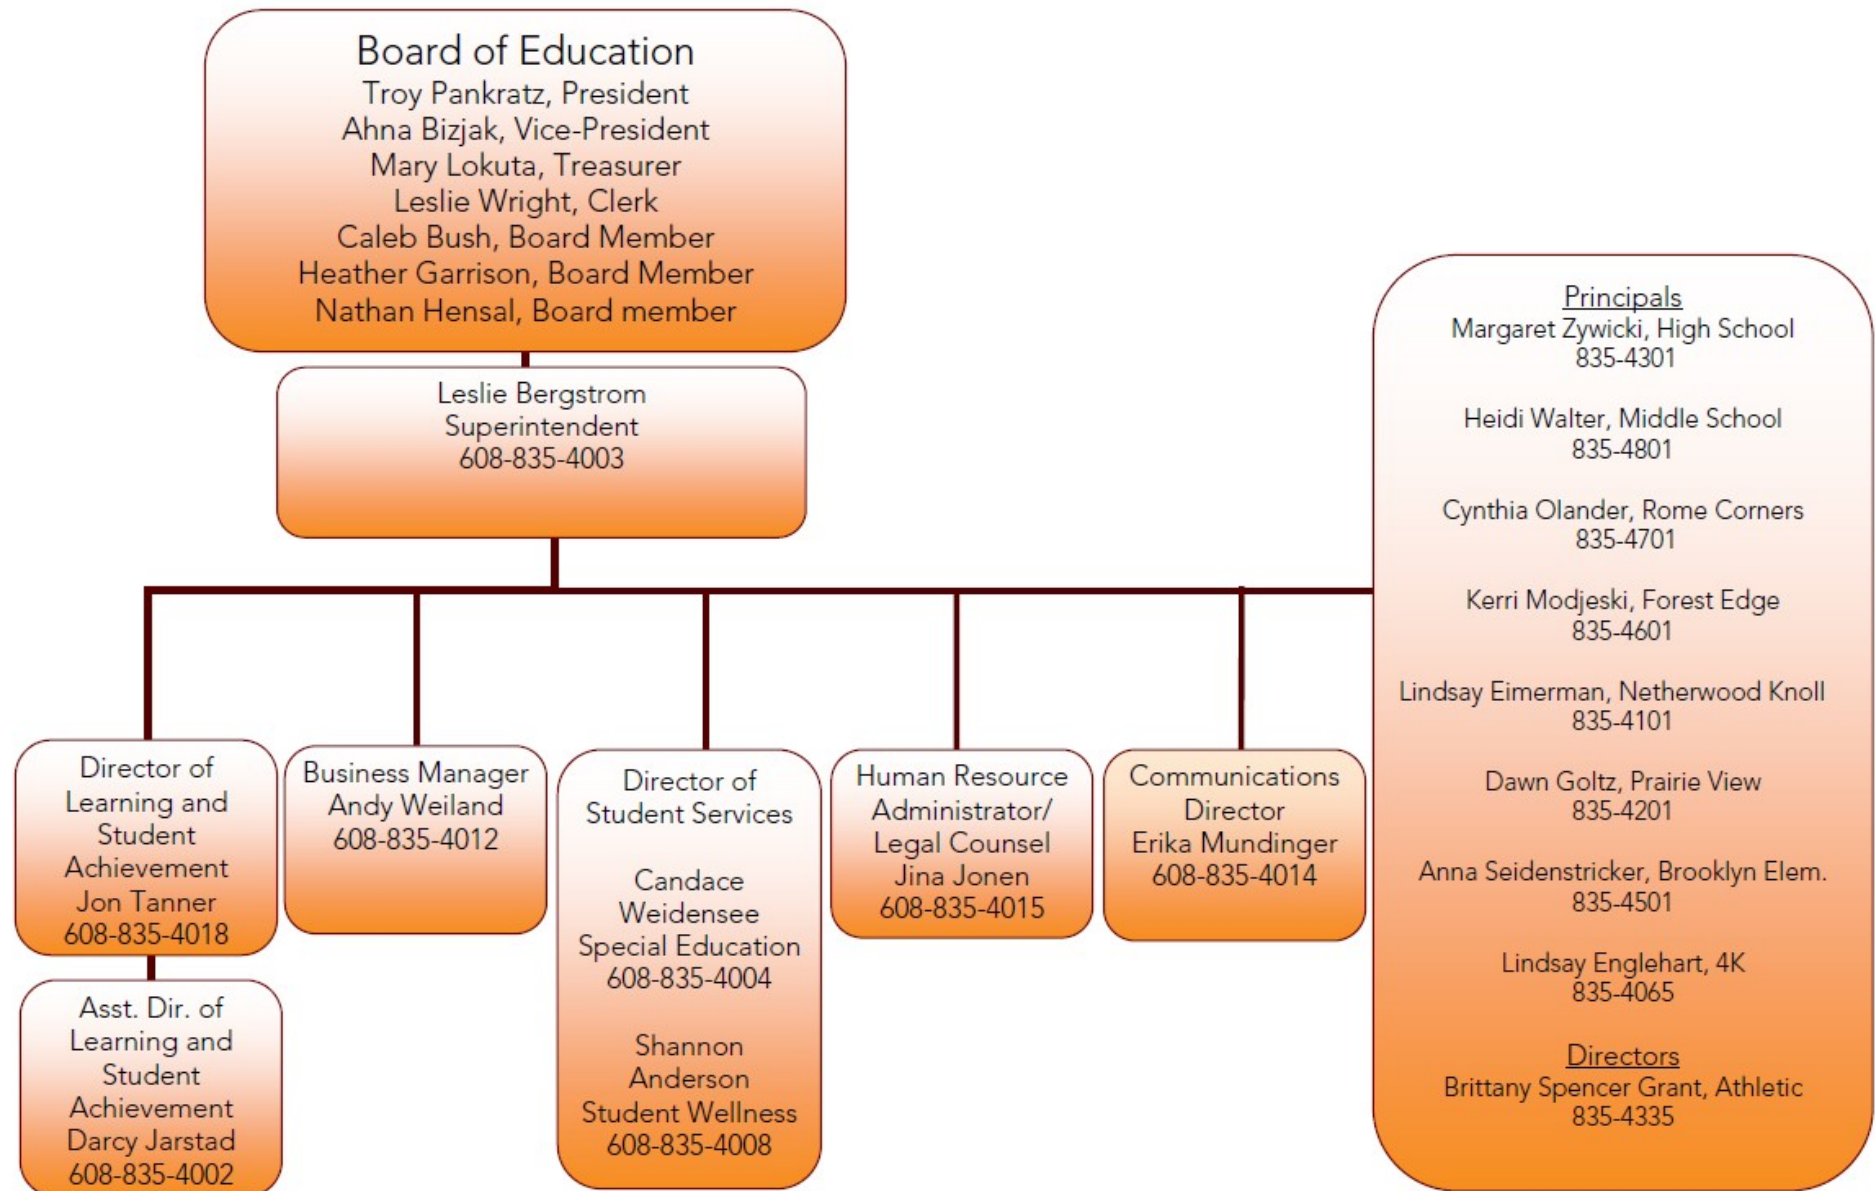 Board of Education
Troy Pankratz, President
Ahna Bizjak, Vice-President
Mary Lokuta, Treasurer
Leslie Wright, Clerk
Caleb Bush, Board Member
Heather Garrison, Board Member
Nathan Hensal, Board member
Leslie Bergstrom
Superintendent
608-835-4003
Director of
Learning and
Student
Achievement
Jon Tanner
608-835-4018
Asst. Dir. of
Learning and
Student
Achievement
Darcy Jarstad
608-835-4002
Business Manager
Andy Weiland
608-835-4012
Director of
Student Services
Candace
Weidensee
Special Education
608-835-4004
Shannon
Anderson
Student Wellness
608-835-4008
Human Resource
Administrator/
Legal Counsel
Jina Jonen
608-835-4015
Communications
Director
Erika Mundinger
608-835-4014
Principals
Margaret Zywicki, High School
835-4301
Heidi Walter, Middle School
835-4801
Cynthia Olander, Rome Corners
835-4701
Kerri Modjeski, Forest Edge
835-4601
Lindsay Eimerman, Netherwood Knoll
835-4101
Dawn Goltz, Prairie View
835-4201
Anna Seidenstricker, Brooklyn Elem.
835-4501
Lindsay Englehart, 4K
835-4065
Directors
Brittany Spencer Grant, Athletic
835-4335